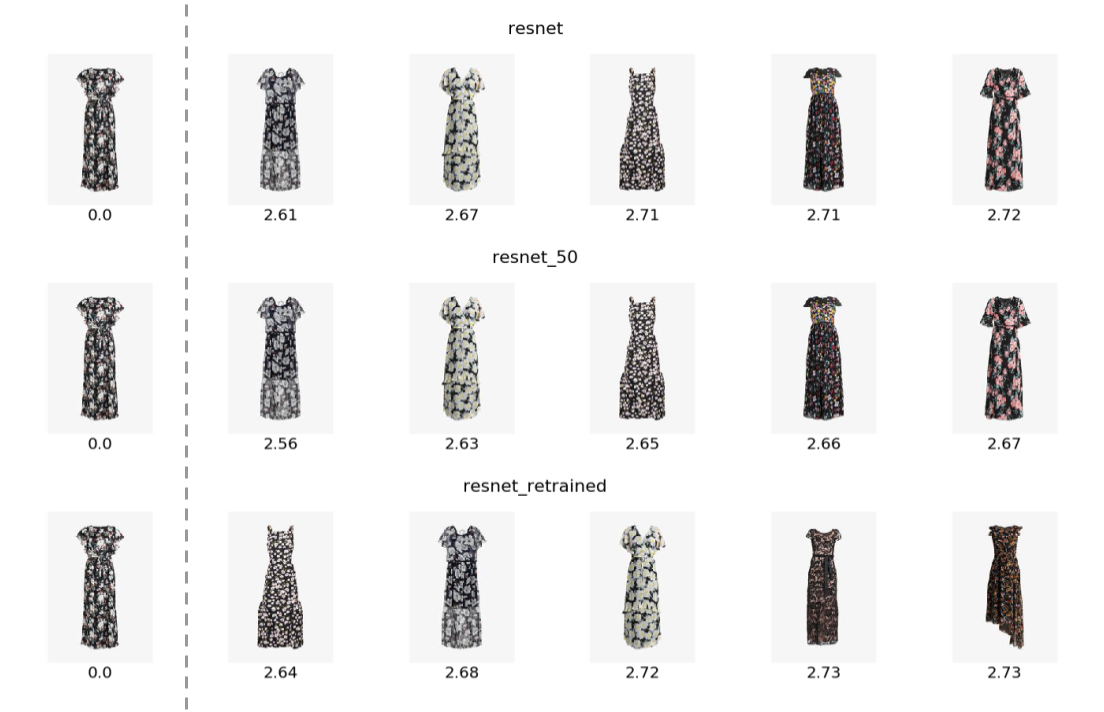 resnet
0.0 2.61 2.67 2.71 2.71 2.72
resnet_50
0.0 2.56 2.63 2.65 2.66 2.67
resnet_retrained
0.0 2.64 2.68 2.72 2.73 2.73